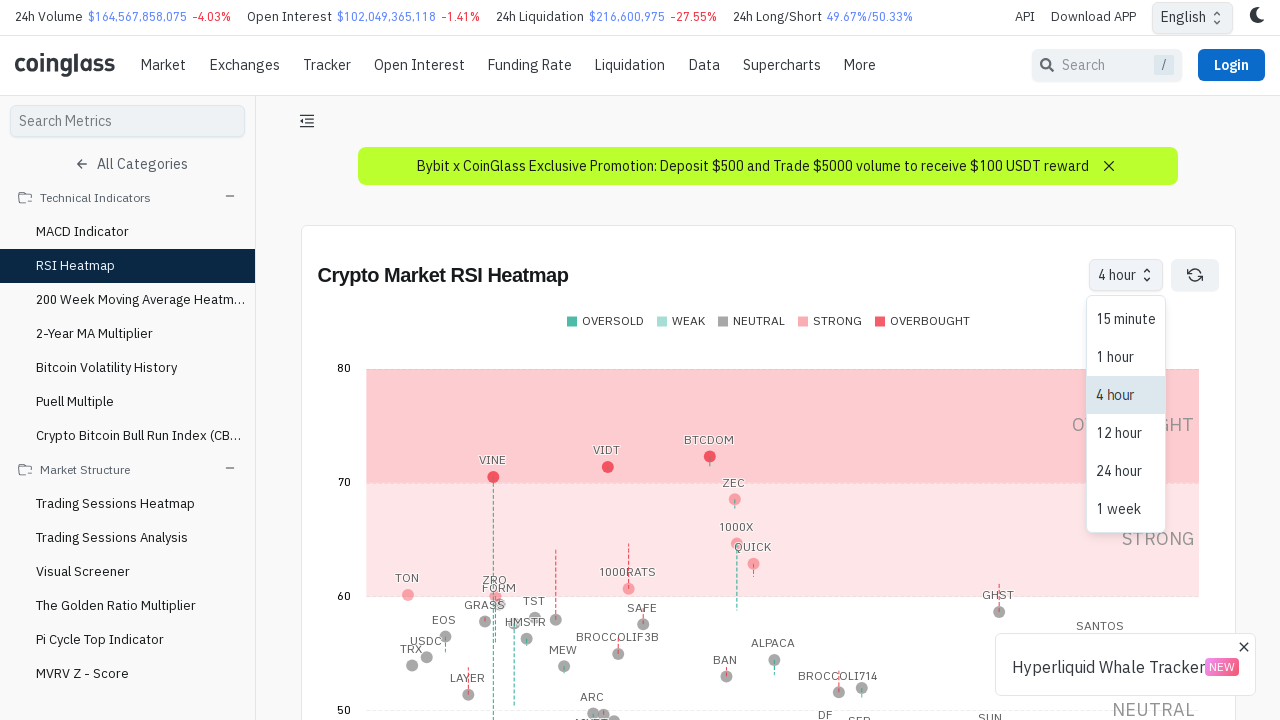 24h Volume $164,567,858,075 -4.03% Open Interest $102,049,365,118 -1.41% 24h Liquidation $216,600,975 -27.55% 24h Long/Short 49.67%/50.33% API Download APP English
coinglass Market Exchanges Tracker Open Interest Funding Rate Liquidation Data Supercharts More Search / Login
Search Metrics
All Categories
Technical Indicators
MACD Indicator
RSI Heatmap
200 Week Moving Average Heatm...
2-Year MA Multiplier
Bitcoin Volatility History
Puell Multiple
Crypto Bitcoin Bull Run Index (CB...
Market Structure
Trading Sessions Heatmap
Trading Sessions Analysis
Visual Screener
The Golden Ratio Multiplier
Pi Cycle Top Indicator
MVRV Z - Score
Bybit x CoinGlass Exclusive Promotion: Deposit $500 and Trade $5000 volume to receive $100 USDT reward
Crypto Market RSI Heatmap
4 hour
15 minute
1 hour
4 hour
12 hour
24 hour
1 week
OVERSOLD WEAK NEUTRAL STRONG OVERBOUGHT
80
BTCDOM
VIDT
VINE
70
ZEC
1000X
STRONG
QUICK
1000RATS
TON
ZRO
FORM
60
GHST
TST
GRASS
SAFE
EOS
HMSTR
SANTOS
BROCCOLIF3B
USDC
TRX
ALPACA
MEW
BAN
BROCCOLI714
LAYER
ARC
50
NEUTRAL
DF
SUN
Hyperliquid Whale Tracker NEW